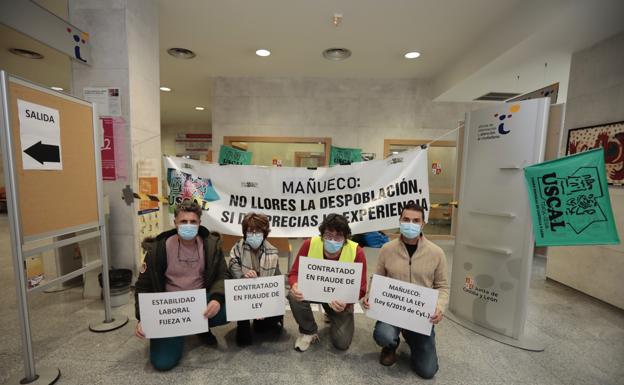 SALIDA
USCAL
MAÑUECO:
NO LLORES LA DESPOBLACIÓN,
SI DESPRECIAS LA EXPERIENCIA
USCAL
Junta de
Castilla y León
ESTABILIDAD
LABORAL
FIJEZA YA
CONTRATADO
EN FRAUDE DE
LEY
CONTRATADO
EN FRAUDE DE
LEY
MAÑUECO:
CUMPLE LA LEY
(Ley 6/2019 de CyL)